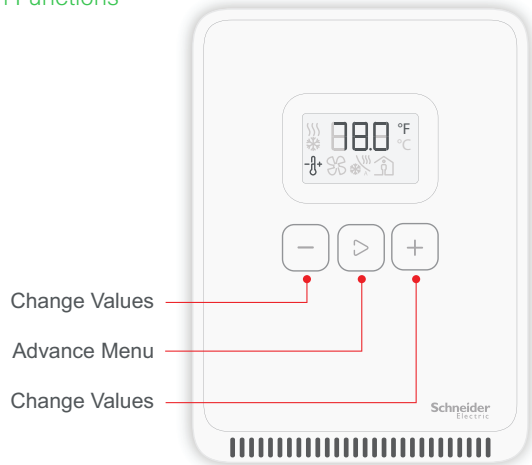 Functions
78.0 °F
°C
- +
− +
Change Values
Advance Menu
Change Values
Schneider
Electric